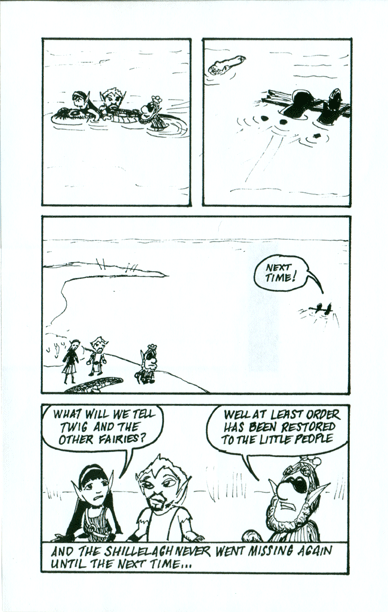 NEXT
TIME!
WHAT WILL WE TELL
TWIG AND THE
OTHER FAIRIES?
WELL AT LEAST ORDER
HAS BEEN RESTORED
TO THE LITTLE PEOPLE
AND THE SHILLELAGH NEVER WENT MISSING AGAIN
UNTIL THE NEXT TIME...